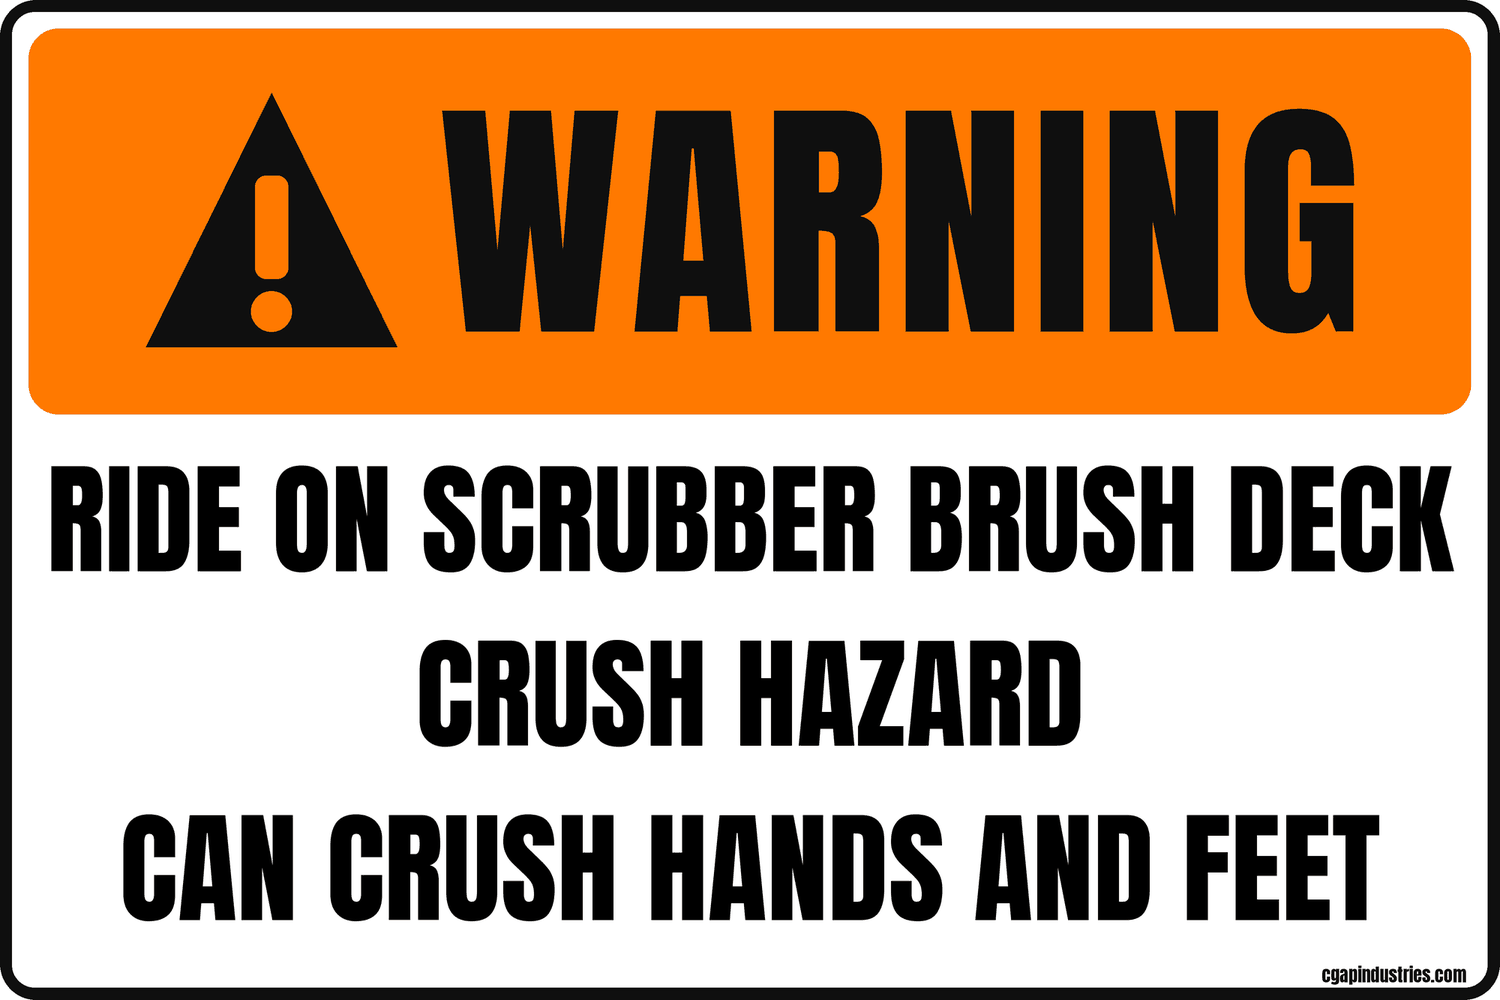 WARNING
RIDE ON SCRUBBER BRUSH DECK
CRUSH HAZARD
CAN CRUSH HANDS AND FEET
cgapindustries.com